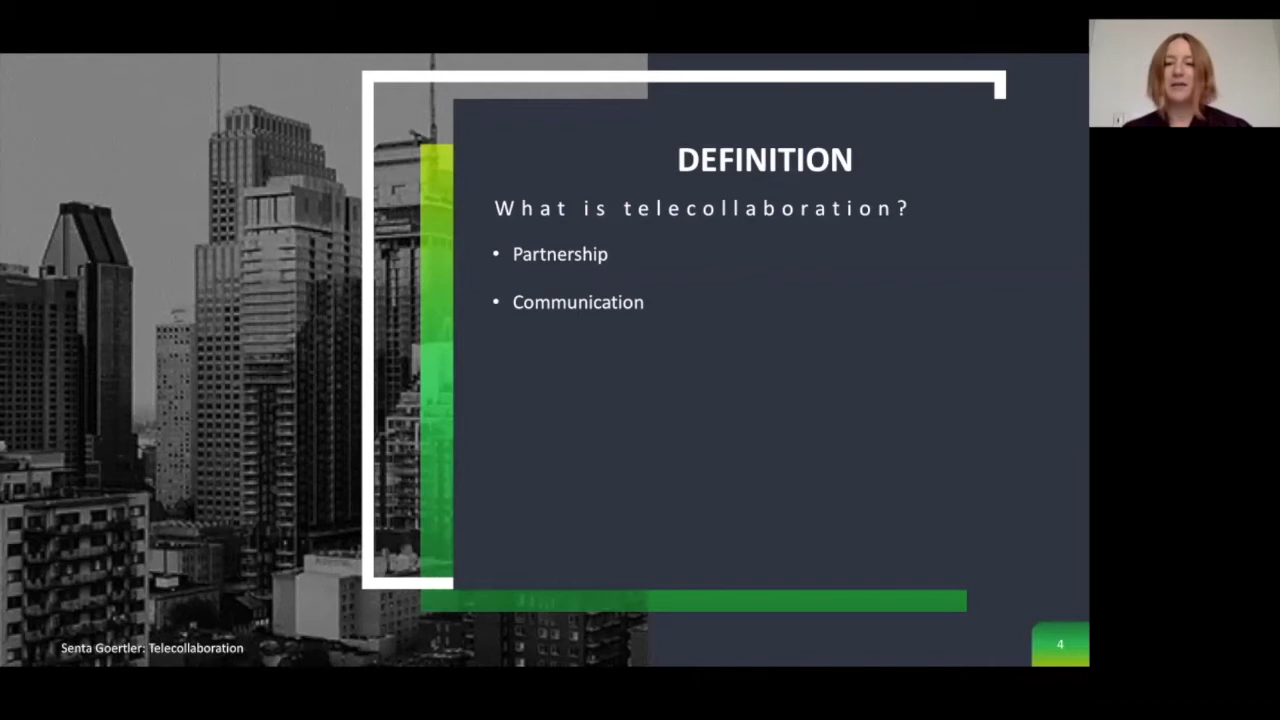 DEFINITION
What is telecollaboration?
• Partnership
• Communication
Senta Goertler: Telecollaboration
4